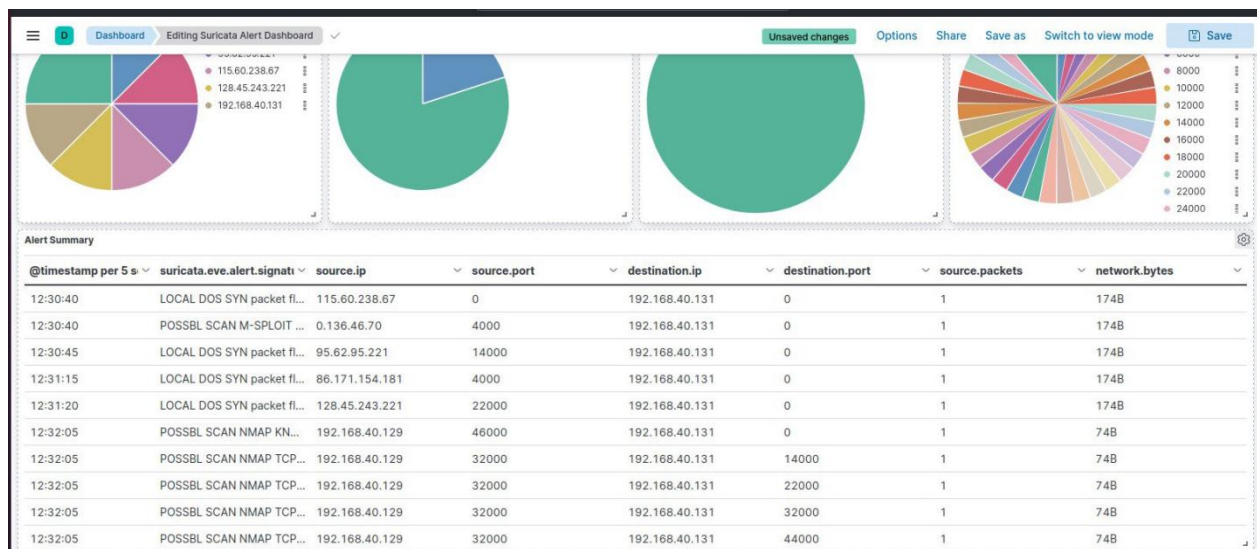 D Dashboard Editing Suricata Alert Dashboard Unsaved changes Options Share Save as Switch to view mode Save
115.60.238.67
128.45.243.221
192.168.40.131
8000
10000
12000
14000
16000
18000
20000
22000
24000
Alert Summary
@timestamp per 5 s suricata.eve.alert.signatu source.ip source.port destination.ip destination.port source.packets network.bytes
12:30:40 LOCAL DOS SYN packet fl... 115.60.238.67 0 192.168.40.131 0 1 174B
12:30:40 POSSBL SCAN M-SPLOIT ... 0.136.46.70 4000 192.168.40.131 0 1 174B
12:30:45 LOCAL DOS SYN packet fl... 95.62.95.221 14000 192.168.40.131 0 1 174B
12:31:15 LOCAL DOS SYN packet fl... 86.171.154.181 4000 192.168.40.131 0 1 174B
12:31:20 LOCAL DOS SYN packet fl... 128.45.243.221 22000 192.168.40.131 0 1 174B
12:32:05 POSSBL SCAN NMAP KN... 192.168.40.129 46000 192.168.40.131 0 1 74B
12:32:05 POSSBL SCAN NMAP TCP... 192.168.40.129 32000 192.168.40.131 14000 1 74B
12:32:05 POSSBL SCAN NMAP TCP... 192.168.40.129 32000 192.168.40.131 22000 1 74B
12:32:05 POSSBL SCAN NMAP TCP... 192.168.40.129 32000 192.168.40.131 32000 1 74B
12:32:05 POSSBL SCAN NMAP TCP... 192.168.40.129 32000 192.168.40.131 44000 1 74B